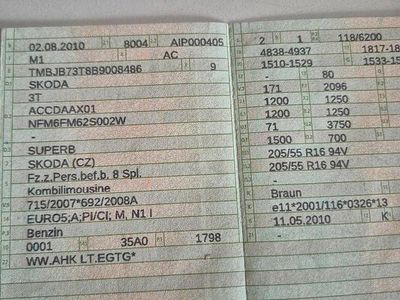 02.08.2010 8004 AIP000405
M1 AC
TMBJB73T8B9008486 9
SKODA
3T
ACCDAAX01
NFM6FM62S002W
-
SUPERB
SKODA (CZ)
Fz.z.Pers.bef.b. 8 Spl.
Kombilimousine
715/2007*692/2008A
EURO5;A;PI/CI; M, N1 I
Benzin
0001 35A0 1798
WW.AHK LT.EGTG*
2 1 118/6200
4838-4937 1817-18
1510-1529 1533-15
- 80
171 2096
1200 1250
1200 1250
71 3750
1500 700
205/55 R16 94V
205/55 R16 94V
-
Braun
e11*2001/116*0326*13
11.05.2010 K
-